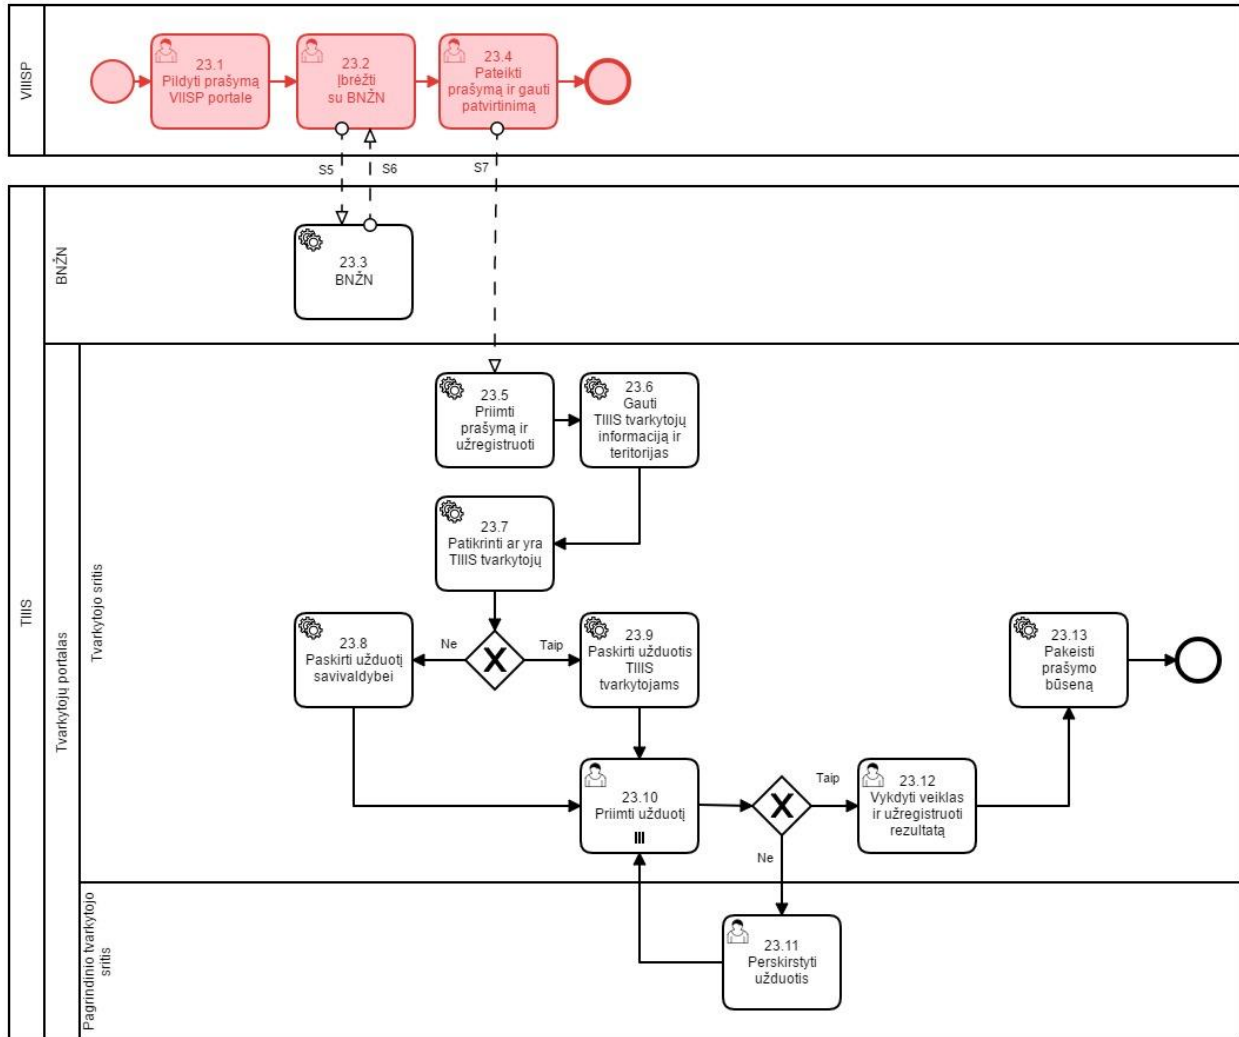 VIIISP
23.1
Pildyti prašymą
VIISP portale
23.2
Įbrėžti
su BNŽN
23.4
Pateikti
prašymą ir gauti
patvirtinimą
S5
S6
S7
TIIIS
BNŽN
23.3
BNŽN
Tvarkytojų portalas
Tvarkytojo sritis
23.5
Priimti
prašymą ir
užregistruoti
23.6
Gauti
TIIIS tvarkytojų
informaciją ir
teritorijas
23.7
Patikrinti ar yra
TIIIS tvarkytojų
23.8
Paskirti užduotį
savivaldybei
Ne
Taip
23.9
Paskirti užduotis
TIIIS
tvarkytojams
23.13
Pakeisti
prašymo
būseną
23.10
Priimti užduotį
Taip
Ne
23.12
Vykdyti veiklas
ir užregistruoti
rezultatą
Pagrindinio tvarkytojo
sritis
23.11
Perskirstyti
užduotis